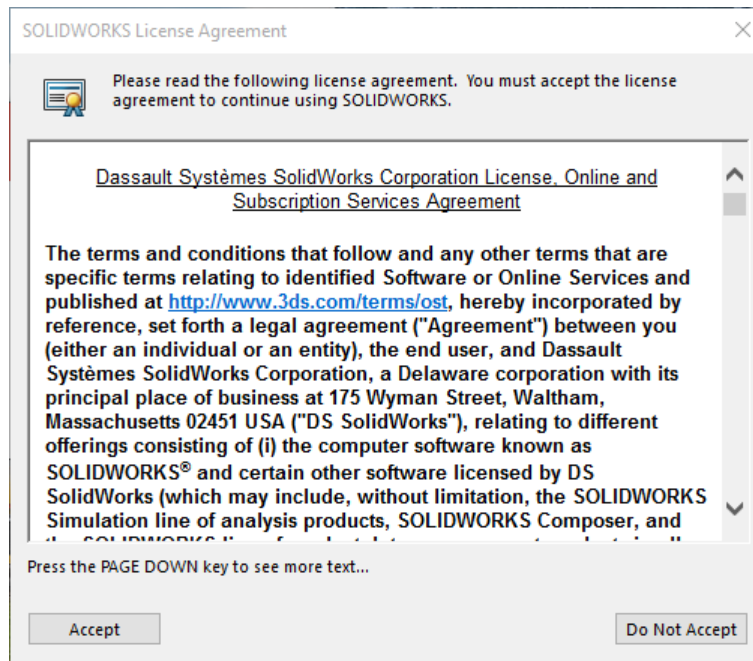 SOLIDWORKS License Agreement
Please read the following license agreement. You must accept the license
agreement to continue using SOLIDWORKS.
Dassault Systèmes SolidWorks Corporation License, Online and
Subscription Services Agreement
The terms and conditions that follow and any other terms that are
specific terms relating to identified Software or Online Services and
published at http://www.3ds.com/terms/ost, hereby incorporated by
reference, set forth a legal agreement ("Agreement") between you
(either an individual or an entity), the end user, and Dassault
Systèmes SolidWorks Corporation, a Delaware corporation with its
principal place of business at 175 Wyman Street, Waltham,
Massachusetts 02451 USA ("DS SolidWorks"), relating to different
offerings consisting of (i) the computer software known as
SOLIDWORKS® and certain other software licensed by DS
SolidWorks (which may include, without limitation, the SOLIDWORKS
Simulation line of analysis products, SOLIDWORKS Composer, and
Press the PAGE DOWN key to see more text...
Accept
Do Not Accept